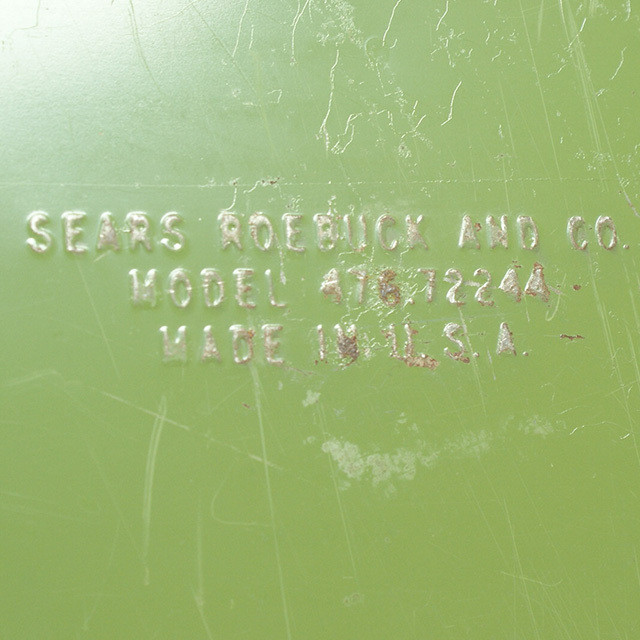 SEARS ROEBUCK AND CO.
MODEL 476.72244
MADE IN U.S.A.